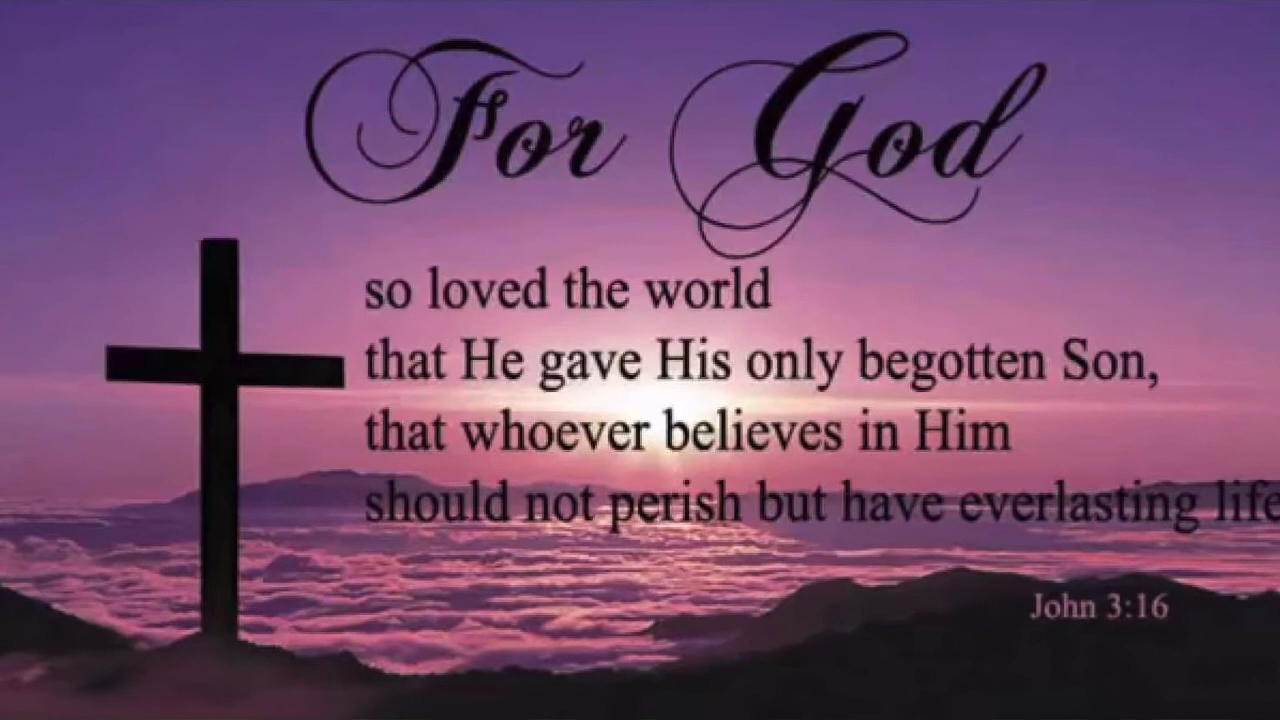 For God
so loved the world
that He gave His only begotten Son,
that whoever believes in Him
should not perish but have everlasting life
John 3:16